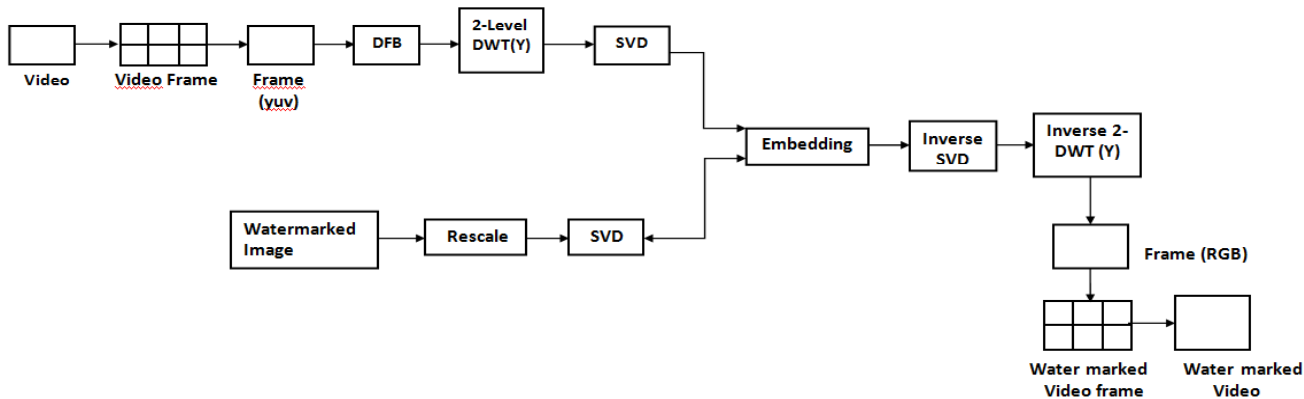 Video
Video Frame
Frame
(yuv)
DFB
2-Level
DWT(Y)
SVD
Embedding
Inverse
SVD
Inverse 2-
DWT (Y)
Watermarked
Image
Rescale
SVD
Frame (RGB)
Water marked
Video frame
Water marked
Video